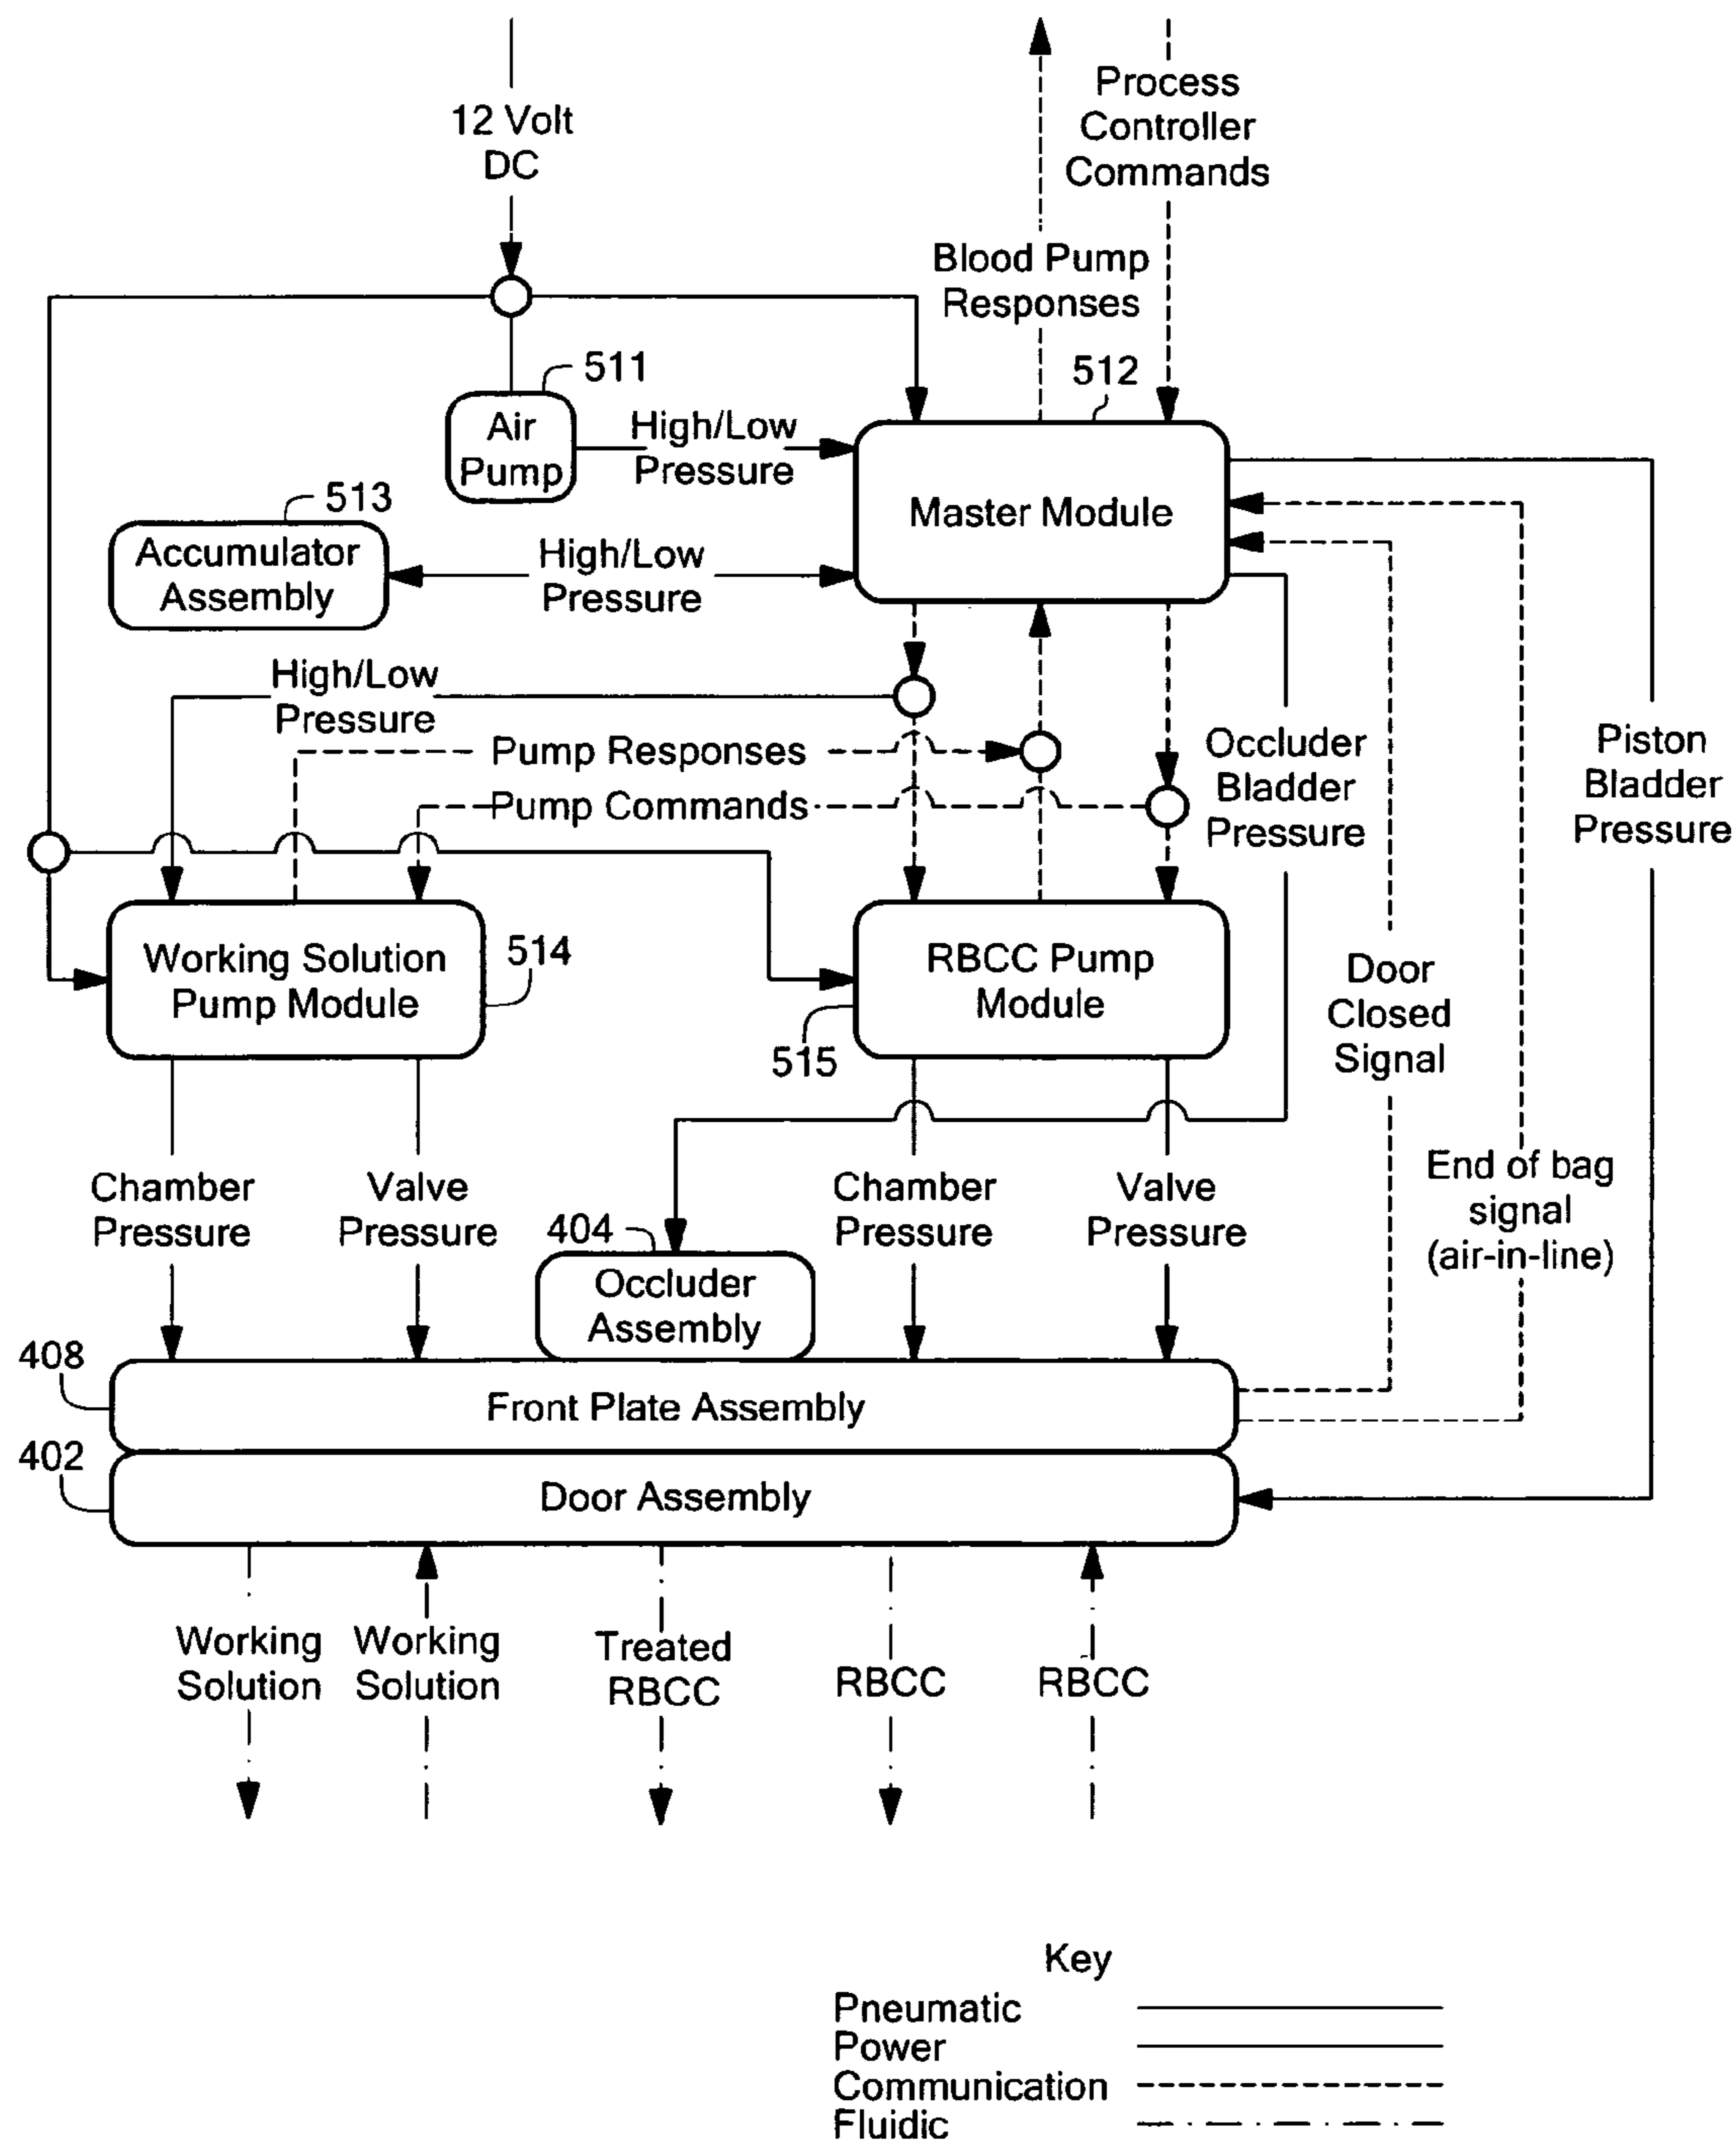 12 Volt
DC
Process
Controller
Commands
Blood Pump
Responses
511
512
Air
Pump
High/Low
Pressure
Master Module
513
Accumulator
Assembly
High/Low
Pressure
High/Low
Pressure
Pump Responses
Pump Commands
Occluder
Bladder
Pressure
Piston
Bladder
Pressure
Working Solution
Pump Module
514
RBCC Pump
Module
515
Door
Closed
Signal
End of bag
signal
(air-in-line)
Chamber
Pressure
Valve
Pressure
Chamber
Pressure
Valve
Pressure
404
Occluder
Assembly
408
Front Plate Assembly
402
Door Assembly
Working
Solution
Working
Solution
Treated
RBCC
RBCC
RBCC
Key
Pneumatic
Power
Communication
Fluidic